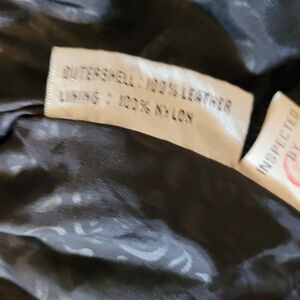 OUTERSHELL : 100% LEATHER
LINING : 100% NYLON
INSPECTED
BY